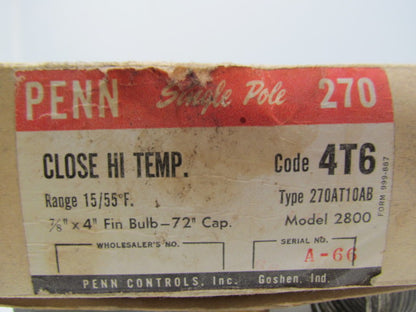 PENN Single Pole 270
CLOSE HI TEMP. Code 4T6
Range 15/55°F. Type 270AT10AB
7/8" x 4" Fin Bulb-72" Cap. Model 2800
WHOLESALER'S NO. SERIAL NO.
A-66
PENN CONTROLS, Inc. Goshen, Ind.
FORM 999-867